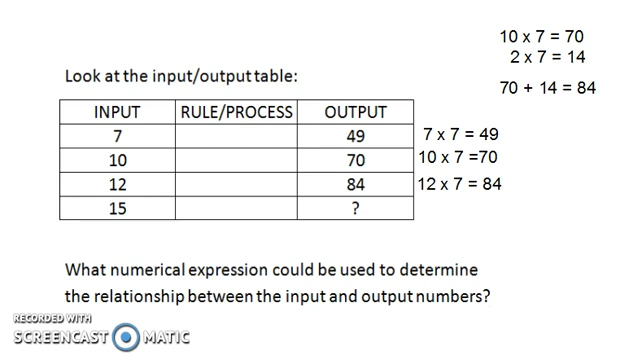 10 x 7 = 70
2 x 7 = 14
70 + 14 = 84
Look at the input/output table:
INPUT RULE/PROCESS OUTPUT
7 49 7 x 7 = 49
10 70 10 x 7 =70
12 84 12 x 7 = 84
15 ?
What numerical expression could be used to determine
the relationship between the input and output numbers?
RECORDED WITH
SCREENCAST MATIC